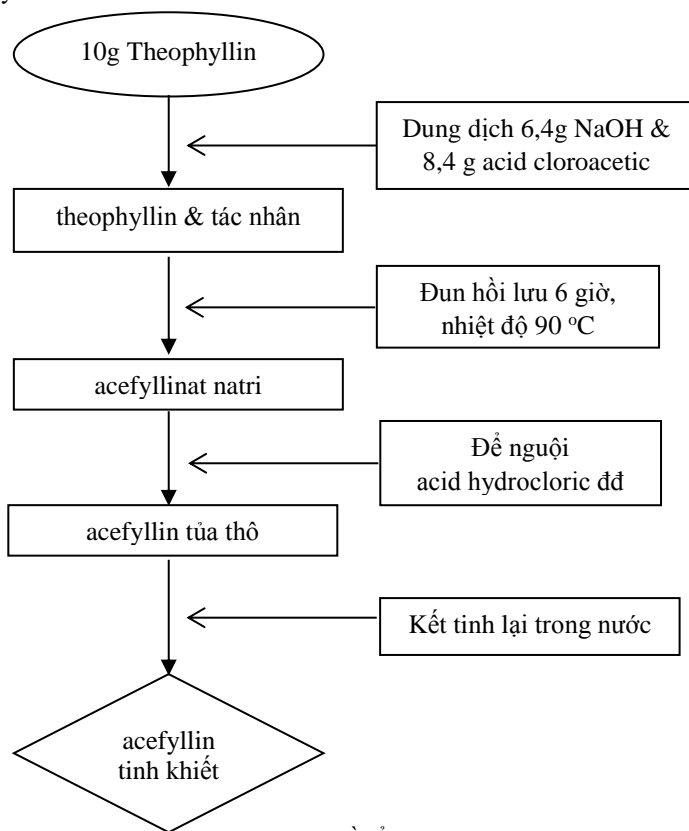 10g Theophyllin
Dung dịch 6,4g NaOH &
8,4 g acid cloroacetic
theophyllin & tác nhân
Đun hồi lưu 6 giờ,
nhiệt độ 90 °C
acefyllinat natri
Để nguội
acid hydrocloric đđ
acefyllin tủa thô
Kết tinh lại trong nước
acefyllin
tinh khiết